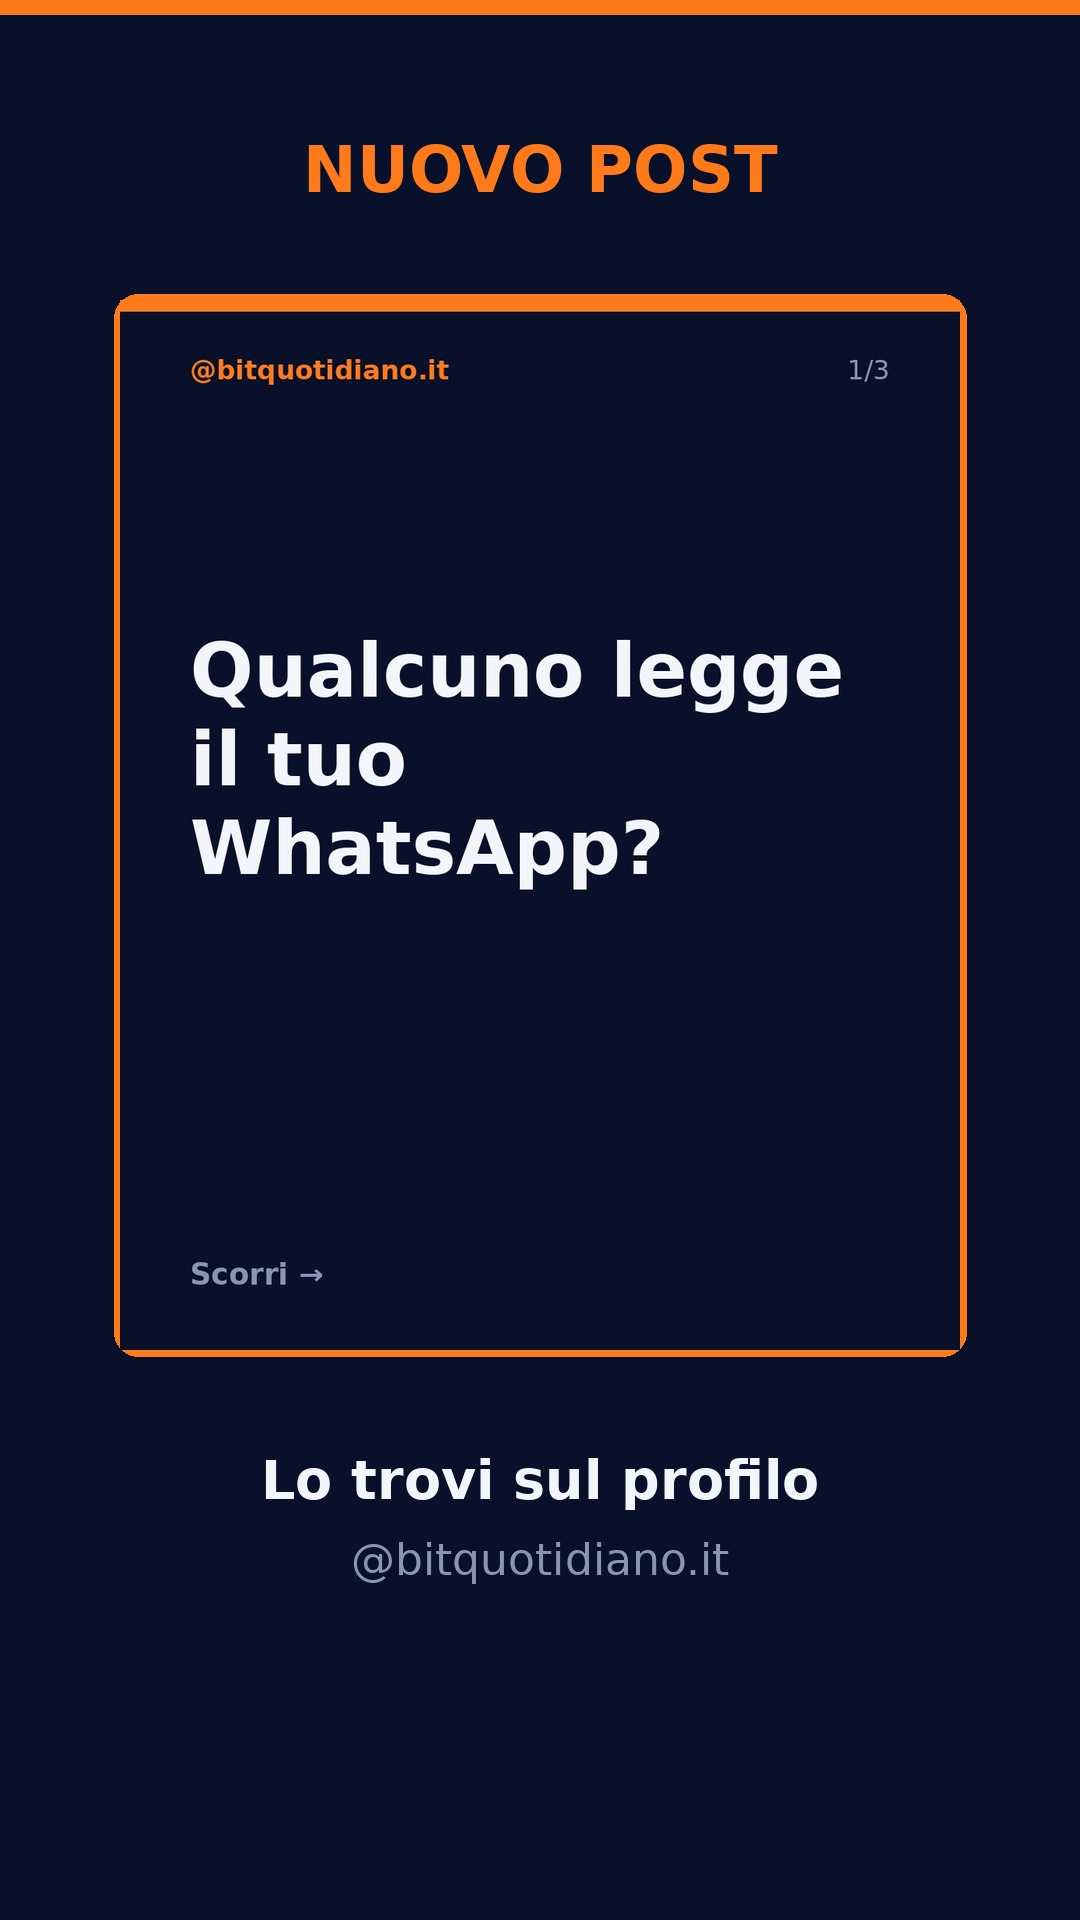 NUOVO POST
@bitquotidiano.it
1/3
Qualcuno legge
il tuo
WhatsApp?
Scorri →
Lo trovi sul profilo
@bitquotidiano.it